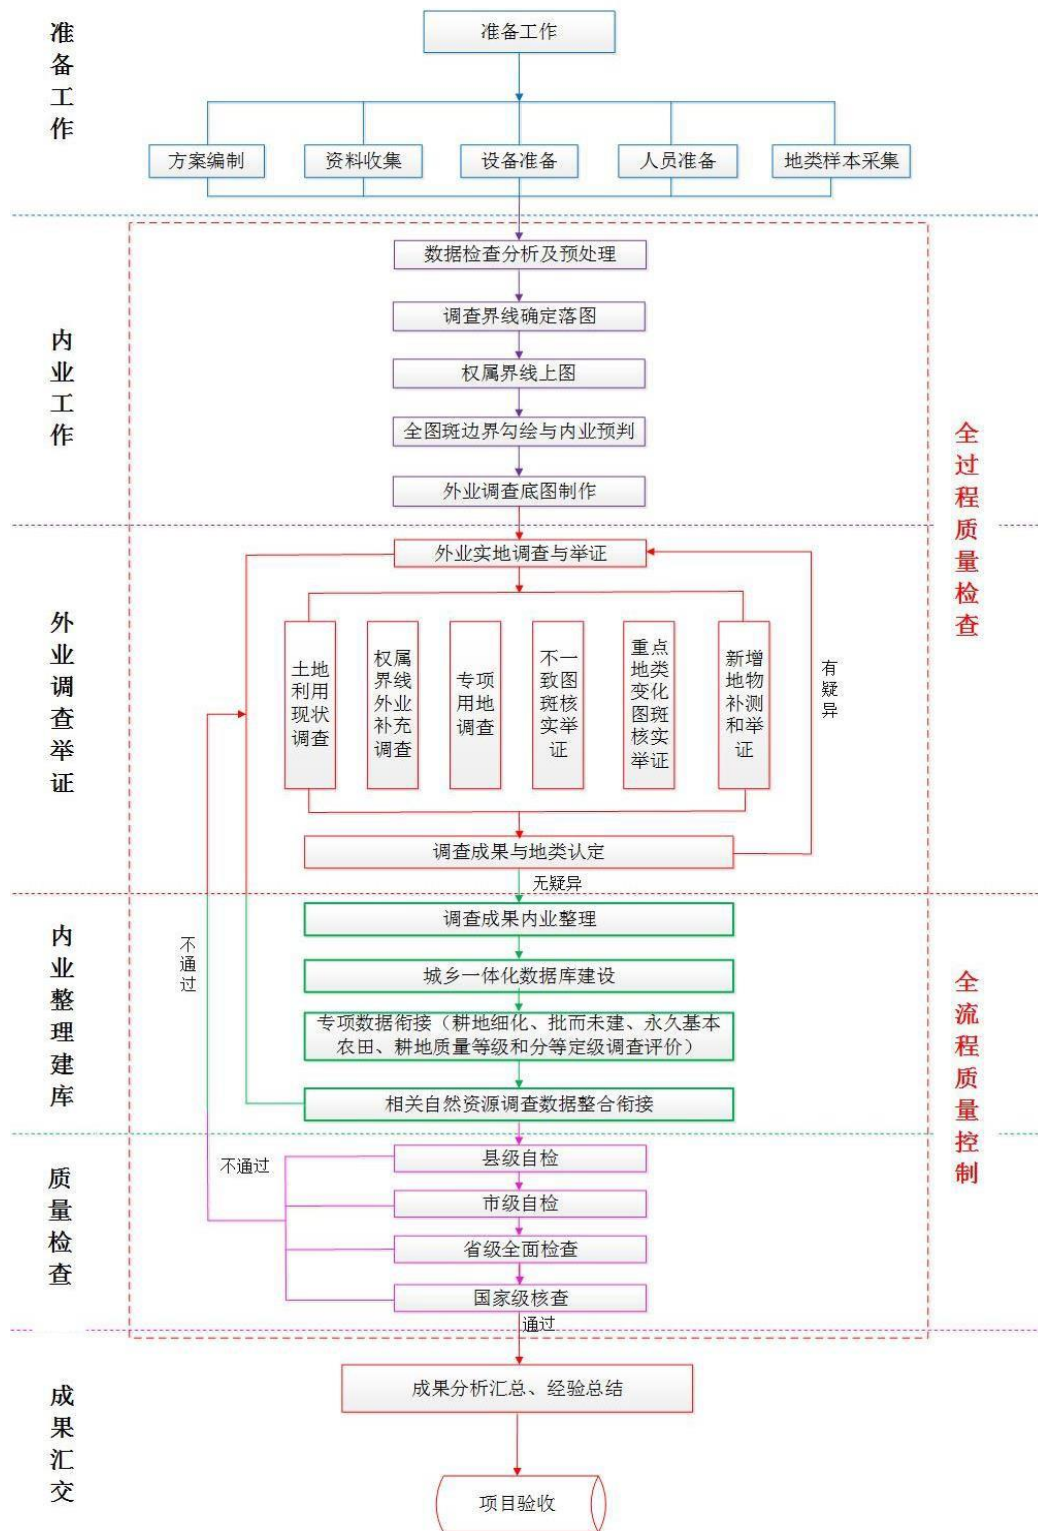 准备工作
准备工作
方案编制
资料收集
设备准备
人员准备
地类样本采集
内业工作
数据检查分析及预处理
调查界线确定落图
权属界线上图
全图斑边界勾绘与内业预判
外业调查底图制作
全过程质量检查
外业调查举证
外业实地调查与举证
土地
利用
现状
调查
权属
界线
外业
补充
调查
专项
用地
调查
不一
致图
斑核
实举
证
重点
地类
变化
图斑
核实
举证
新增
地物
补测
和举
证
有疑异
调查成果与地类认定
无疑异
内业整理建库
不通过
调查成果内业整理
城乡一体化数据库建设
专项数据衔接（耕地细化、批而未建、永久基本
农田、耕地质量等级和分等定级调查评价）
相关自然资源调查数据整合衔接
全流程质量控制
质量检查
不通过
县级自检
市级自检
省级全面检查
国家级核查
通过
成果汇交
成果分析汇总、经验总结
项目验收